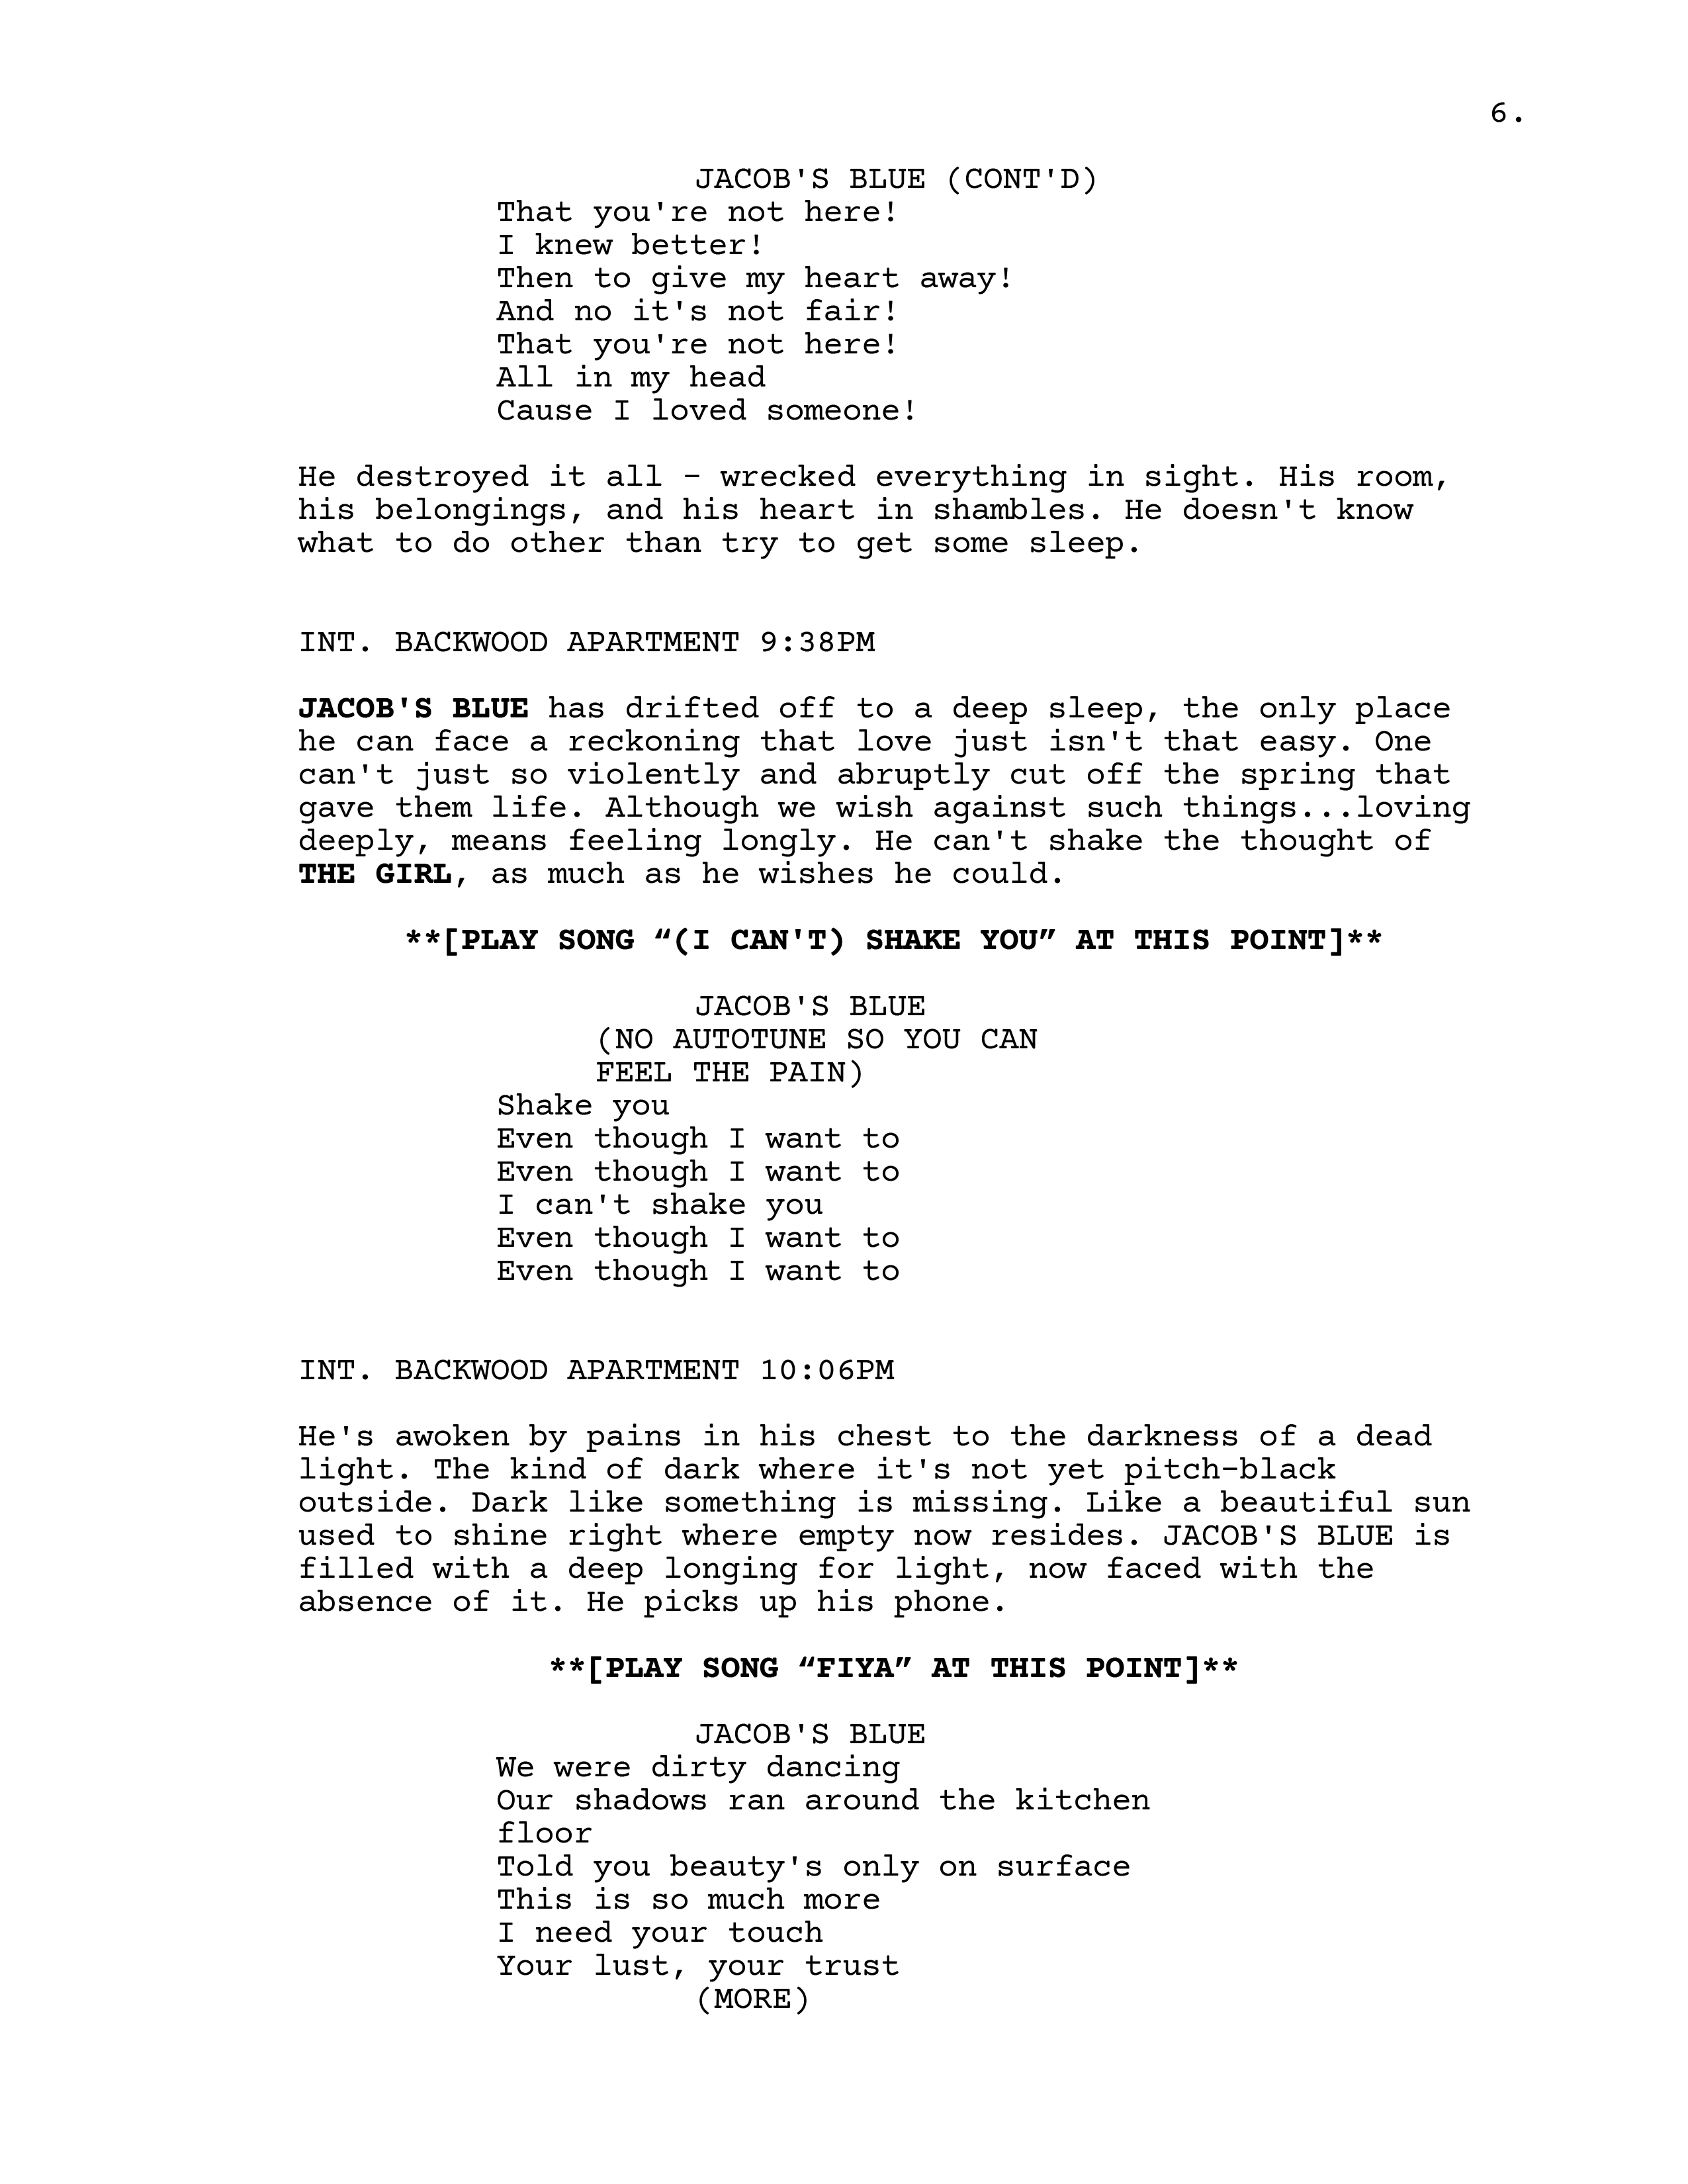 6.
JACOB'S BLUE (CONT'D)
That you're not here!
I knew better!
Then to give my heart away!
And no it's not fair!
That you're not here!
All in my head
Cause I loved someone!
He destroyed it all - wrecked everything in sight. His room,
his belongings, and his heart in shambles. He doesn't know
what to do other than try to get some sleep.
INT. BACKWOOD APARTMENT 9:38PM
JACOB'S BLUE has drifted off to a deep sleep, the only place
he can face a reckoning that love just isn't that easy. One
can't just so violently and abruptly cut off the spring that
gave them life. Although we wish against such things...loving
deeply, means feeling longly. He can't shake the thought of
THE GIRL, as much as he wishes he could.
**[PLAY SONG “(I CAN'T) SHAKE YOU” AT THIS POINT]**
JACOB'S BLUE
(NO AUTOTUNE SO YOU CAN
FEEL THE PAIN)
Shake you
Even though I want to
Even though I want to
I can't shake you
Even though I want to
Even though I want to
INT. BACKWOOD APARTMENT 10:06PM
He's awoken by pains in his chest to the darkness of a dead
light. The kind of dark where it's not yet pitch-black
outside. Dark like something is missing. Like a beautiful sun
used to shine right where empty now resides. JACOB'S BLUE is
filled with a deep longing for light, now faced with the
absence of it. He picks up his phone.
**[PLAY SONG “FIYA” AT THIS POINT]**
JACOB'S BLUE
We were dirty dancing
Our shadows ran around the kitchen
floor
Told you beauty's only on surface
This is so much more
I need your touch
Your lust, your trust
(MORE)